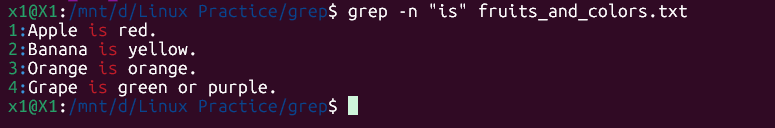 x1@X1:/mnt/d/Linux Practice/grep$ grep -n "is" fruits_and_colors.txt
1:Apple is red.
2:Banana is yellow.
3:Orange is orange.
4:Grape is green or purple.
x1@X1:/mnt/d/Linux Practice/grep$